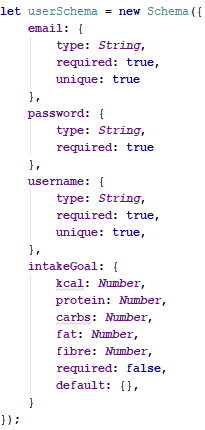 let userSchema = new Schema({
    email: {
        type: String,
        required: true,
        unique: true
    },
    password: {
        type: String,
        required: true
    },
    username: {
        type: String,
        required: true,
        unique: true,
    },
    intakeGoal: {
        kcal: Number,
        protein: Number,
        carbs: Number,
        fat: Number,
        fibre: Number,
        required: false,
        default: {},
    }
});